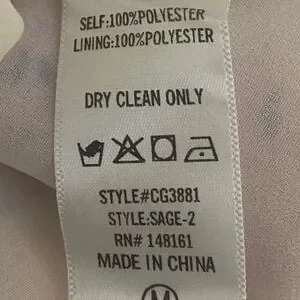 SELF:100%POLYESTER
LINING:100%POLYESTER
DRY CLEAN ONLY
STYLE#CG3881
STYLE:SAGE-2
RN# 148161
MADE IN CHINA
M